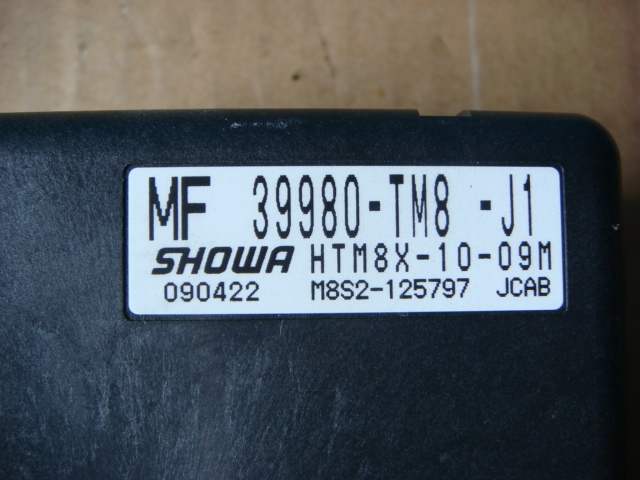 MF 39980-TM8 -J1
SHOWA HTM8X-10-09M
090422 M8S2-125797 JCAB